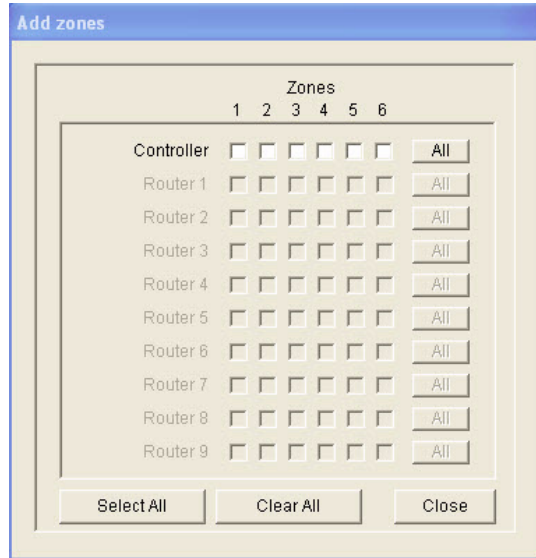 Add zones
Zones
1 2 3 4 5 6
Controller All
Router 1 All
Router 2 All
Router 3 All
Router 4 All
Router 5 All
Router 6 All
Router 7 All
Router 8 All
Router 9 All
Select All Clear All Close